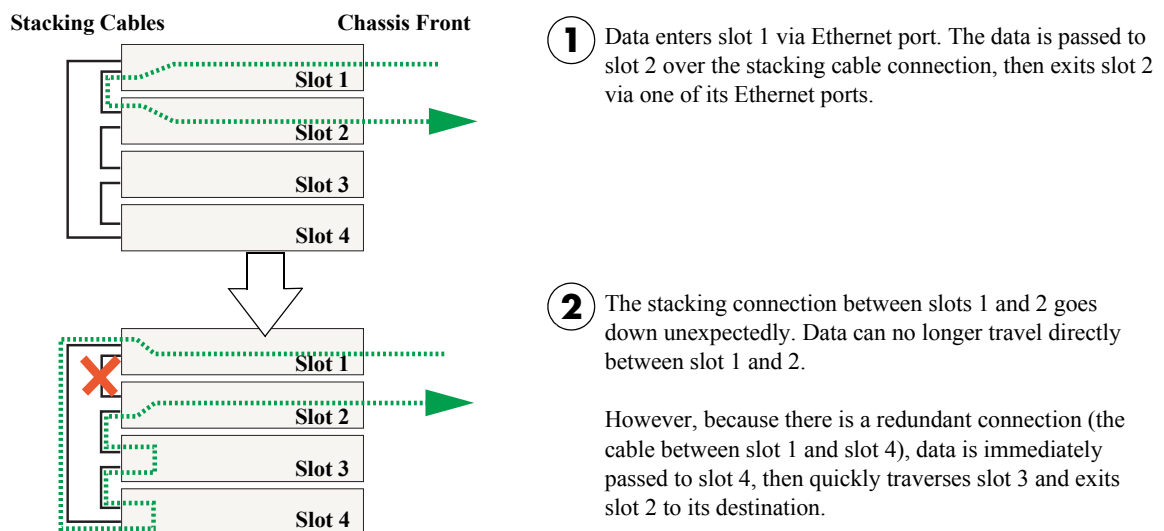 Stacking Cables
Chassis Front
Slot 1
Slot 2
Slot 3
Slot 4
1
Data enters slot 1 via Ethernet port. The data is passed to
slot 2 over the stacking cable connection, then exits slot 2
via one of its Ethernet ports.
Slot 1
Slot 2
Slot 3
Slot 4
2
The stacking connection between slots 1 and 2 goes
down unexpectedly. Data can no longer travel directly
between slot 1 and 2.
However, because there is a redundant connection (the
cable between slot 1 and slot 4), data is immediately
passed to slot 4, then quickly traverses slot 3 and exits
slot 2 to its destination.